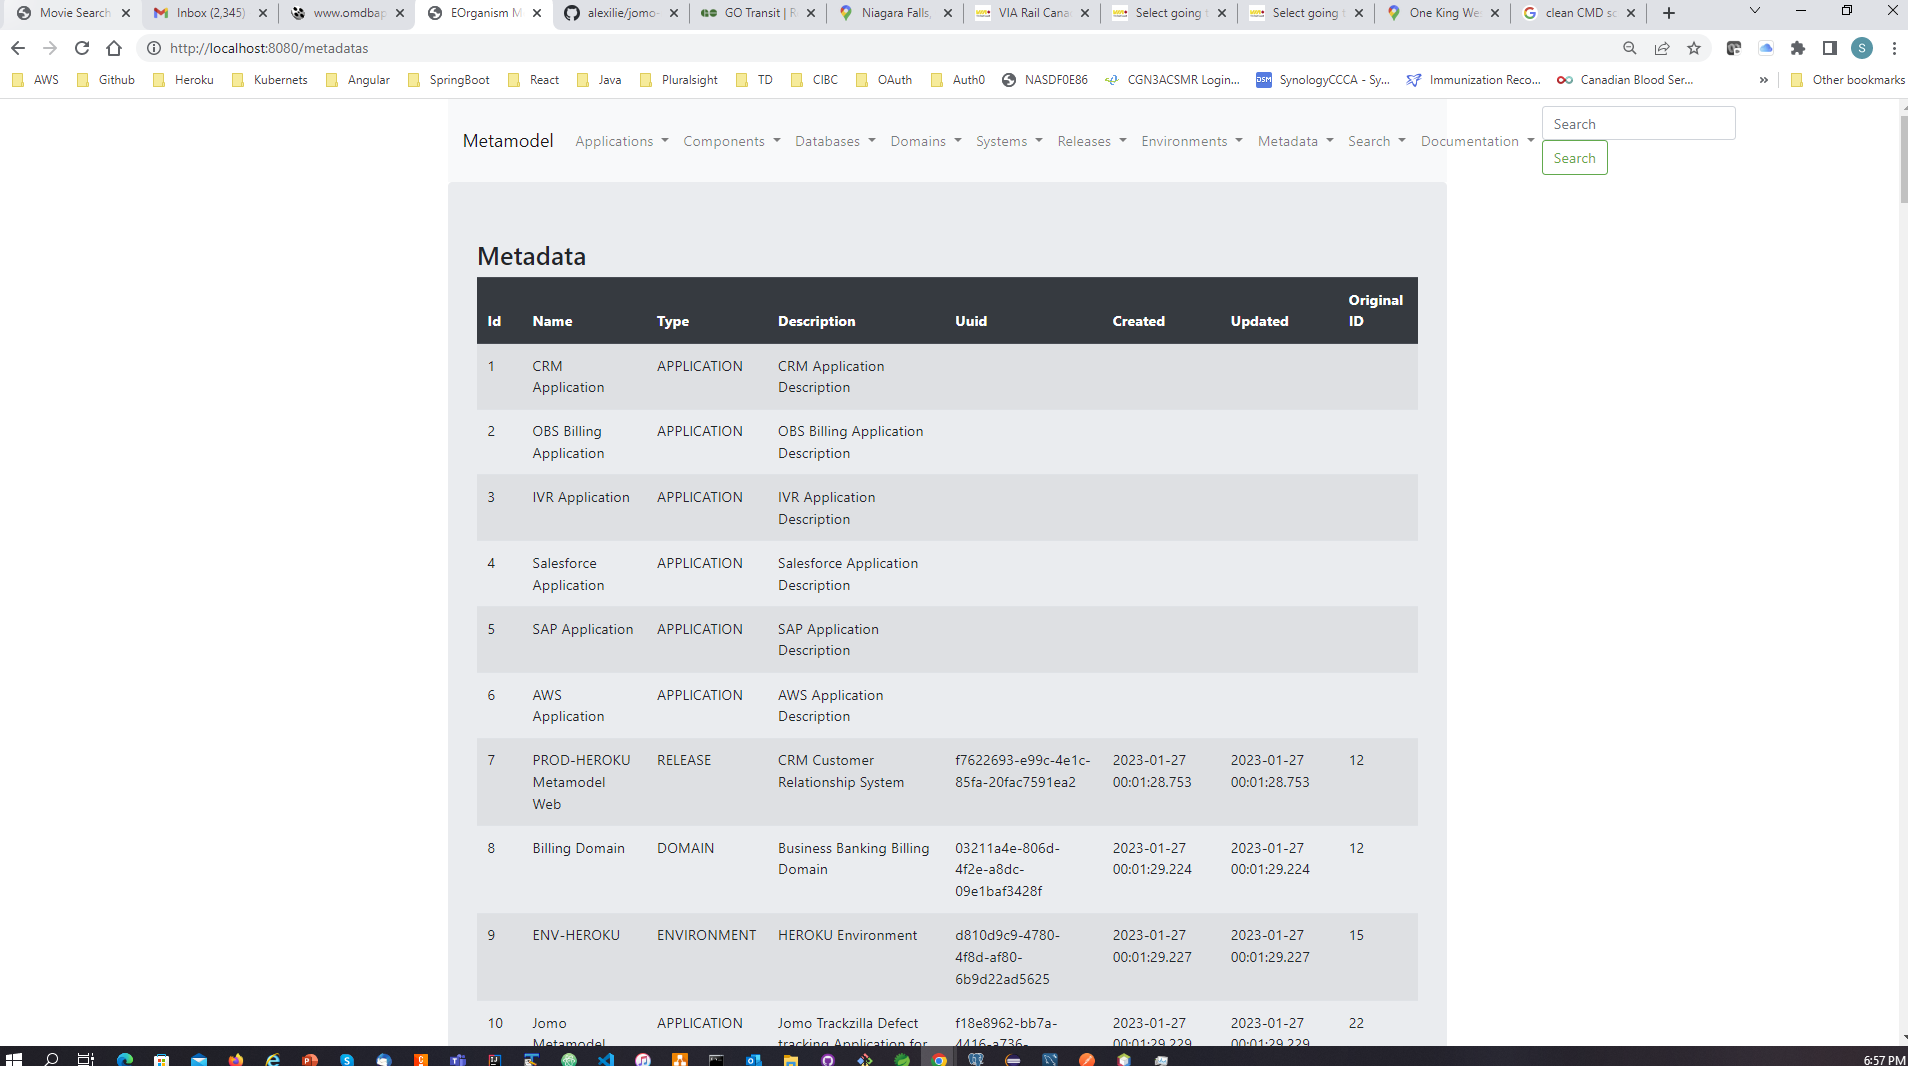 Movie Search
Inbox (2,345)
www.omdbap
EOrganism M
alexilie/jomo-
GO Transit | R
Niagara Falls,
VIA Rail Cana
Select going t
Select going t
One King Wes
clean CMD sc
http://localhost:8080/metadatas
S
AWS
Github
Heroku
Kubernets
Angular
SpringBoot
React
Java
Pluralsight
TD
CIBC
OAuth
Auth0
NASDF0E86
CGN3ACSMR Login...
SynologyCCCA - Sy...
Immunization Reco...
Canadian Blood Ser...
»
Other bookmarks
Metamodel
Applications
Components
Databases
Domains
Systems
Releases
Environments
Metadata
Search
Documentation
Search
Search
Metadata
Id Name Type Description Uuid Created Updated Original
ID
1 CRM APPLICATION CRM Application
Application Description
2 OBS Billing APPLICATION OBS Billing Application
Application Description
3 IVR Application APPLICATION IVR Application
Description
4 Salesforce APPLICATION Salesforce Application
Application Description
5 SAP Application APPLICATION SAP Application
Description
6 AWS APPLICATION AWS Application
Application Description
7 PROD-HEROKU RELEASE CRM Customer f7622693-e99c-4e1c- 2023-01-27 2023-01-27 12
Metamodel Relationship System 85fa-20fac7591ea2 00:01:28.753 00:01:28.753
Web
8 Billing Domain DOMAIN Business Banking Billing 03211a4e-806d- 2023-01-27 2023-01-27 12
Domain 4f2e-a8dc- 00:01:29.224 00:01:29.224
09e1baf3428f
9 ENV-HEROKU ENVIRONMENT HEROKU Environment d810d9c9-4780- 2023-01-27 2023-01-27 15
4f8d-af80- 00:01:29.227 00:01:29.227
6b9d22ad5625
10 Jomo APPLICATION Jomo Trackzilla Defect f18e8962-bb7a- 2023-01-27 2023-01-27 22
Metamodel tracking Application for 4416-a736- 00:01:29.229 00:01:29.229
6:57 PM